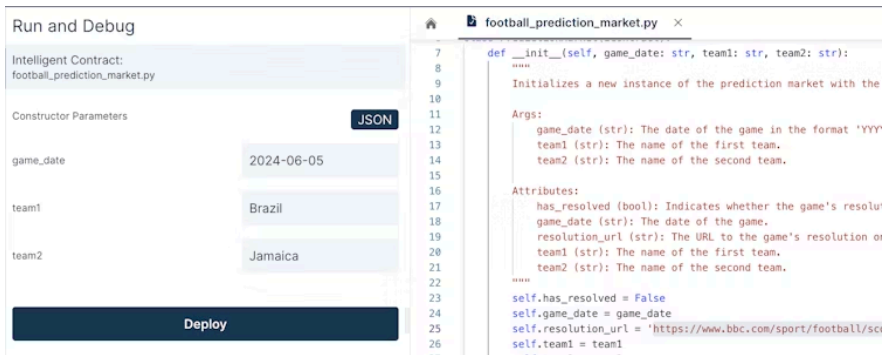 Run and Debug
Intelligent Contract:
football_prediction_market.py
Constructor Parameters
JSON
game_date
2024-06-05
team1
Brazil
team2
Jamaica
Deploy
football_prediction_market.py ×
7 def __init__(self, game_date: str, team1: str, team2: str):
8 """
9 Initializes a new instance of the prediction market with the
10
11 Args:
12 game_date (str): The date of the game in the format 'YYY
13 team1 (str): The name of the first team.
14 team2 (str): The name of the second team.
15
16 Attributes:
17 has_resolved (bool): Indicates whether the game's resolu
18 game_date (str): The date of the game.
19 resolution_url (str): The URL to the game's resolution on
20 team1 (str): The name of the first team.
21 team2 (str): The name of the second team.
22 """
23 self.has_resolved = False
24 self.game_date = game_date
25 self.resolution_url = 'https://www.bbc.com/sport/football/sco
26 self.team1 = team1